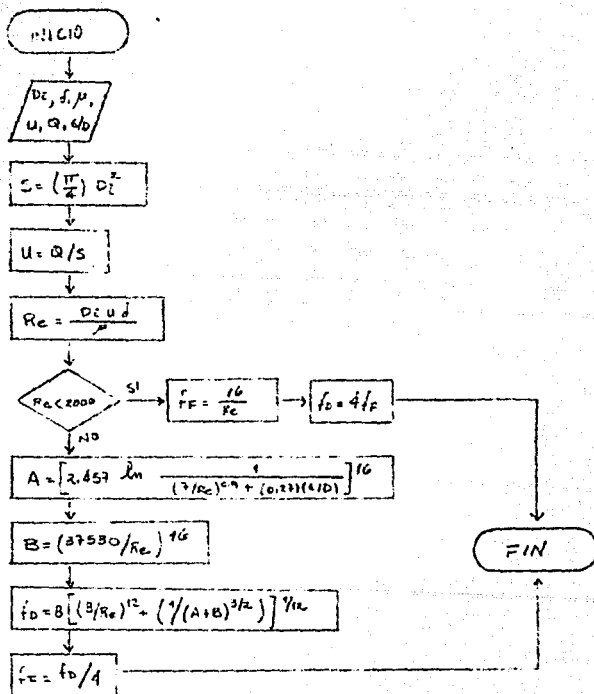 INICIO
Di, f, μ,
u, Q, ε/D
S = (π/4) Di²
u = Q/S
Re = Di u d / μ
Re < 2000
SI
fF = 16 / Re
fD = 4 fF
NO
A = [2.457 ln 1 / ((7/Re)^0.9 + (0.27)(ε/D))]^16
B = (37530/Re)^16
fD = 8 [(8/Re)^12 + (1/(A+B)^3/2)]^1/12
FIN
fF = fD/4